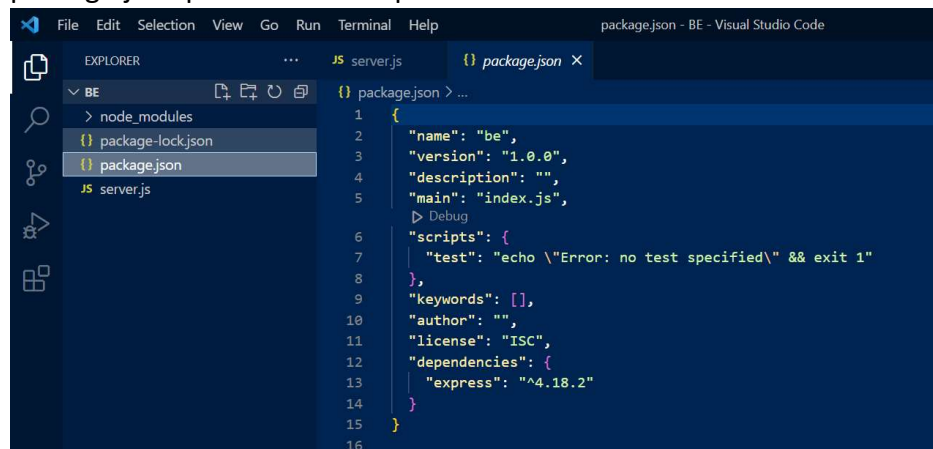 File Edit Selection View Go Run Terminal Help package.json - BE - Visual Studio Code
EXPLORER ...
BE
node_modules
{} package-lock.json
{} package.json
JS server.js
JS server.js {} package.json ×
{} package.json > ...
1 {
2 "name": "be",
3 "version": "1.0.0",
4 "description": "",
5 "main": "index.js",
Debug
6 "scripts": {
7 "test": "echo \"Error: no test specified\" && exit 1"
8 },
9 "keywords": [],
10 "author": "",
11 "license": "ISC",
12 "dependencies": {
13 "express": "^4.18.2"
14 }
15 }
16